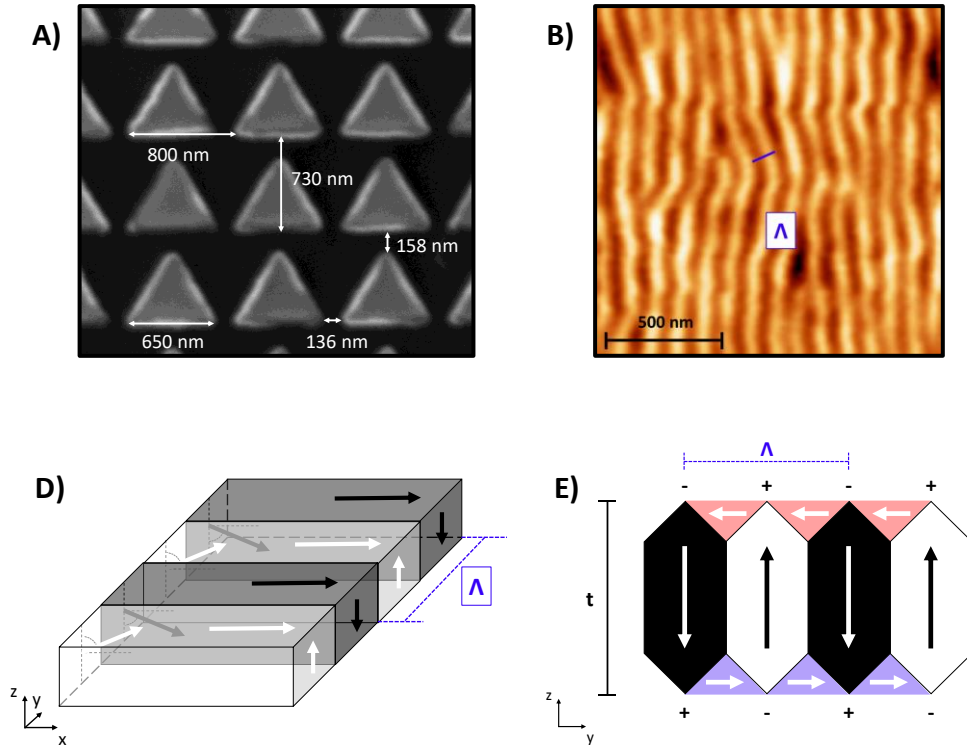 A)
800 nm
730 nm
158 nm
650 nm
136 nm
B)
Λ
500 nm
D)
Λ
z
y
x
E)
Λ
- + - +
t
+ - + -
z
y